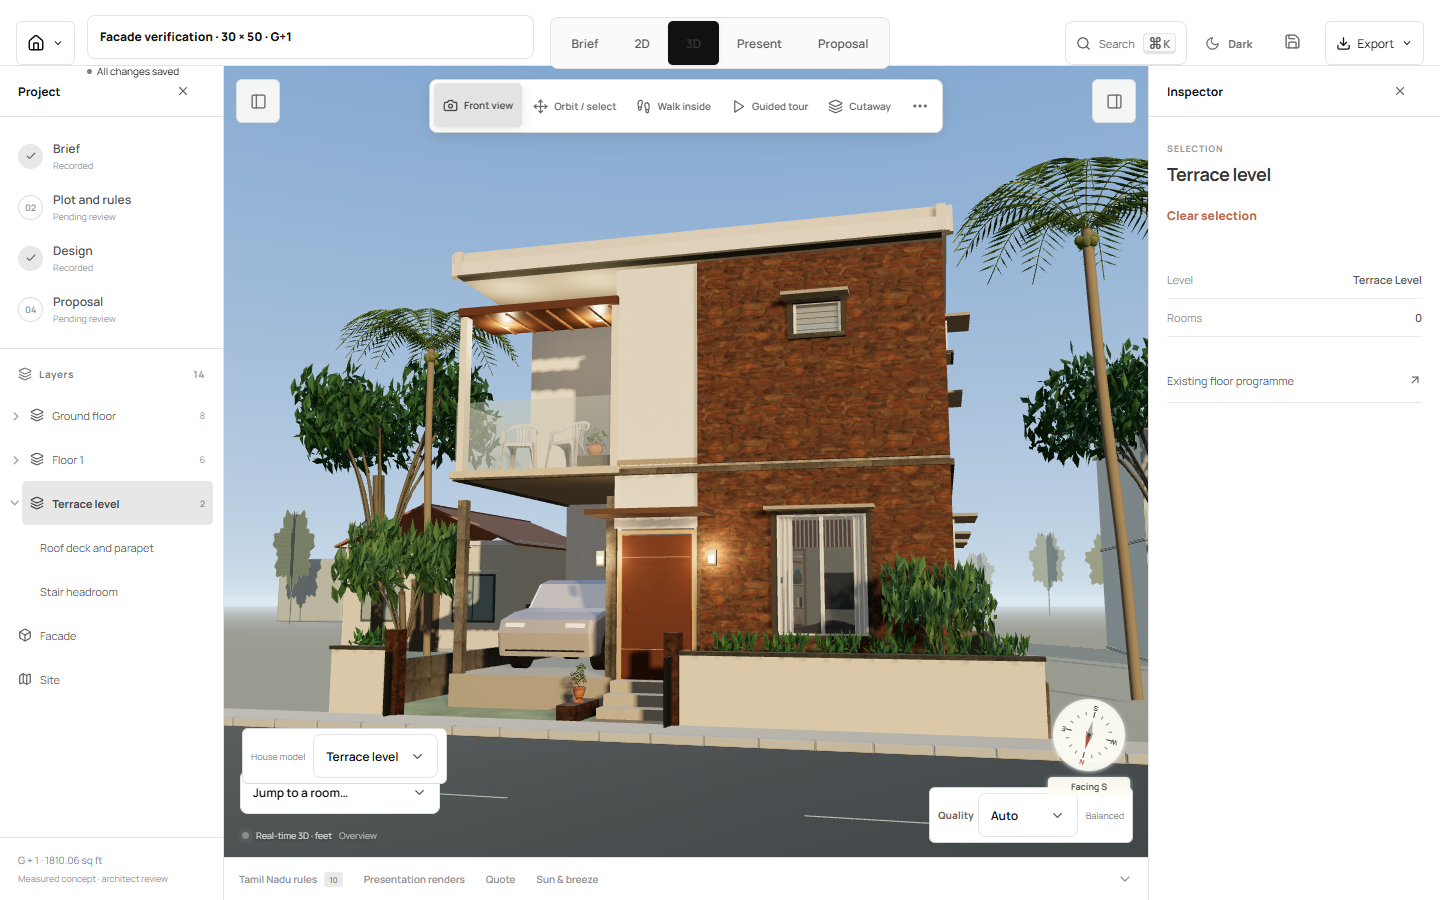 Facade verification · 30 × 50 · G+1
Brief
2D
3D
Present
Proposal
Search
⌘K
Dark
Export
All changes saved
Project
Brief
Recorded
02
Plot and rules
Pending review
Design
Recorded
04
Proposal
Pending review
Layers
14
Ground floor
8
Floor 1
6
Terrace level
2
Roof deck and parapet
Stair headroom
Facade
Site
G + 1 · 1810.06 sq ft
Measured concept · architect review
Front view
Orbit / select
Walk inside
Guided tour
Cutaway
House model
Terrace level
Jump to a room...
Real-time 3D · feet
Overview
S
E
W
N
Facing S
Quality
Auto
Balanced
Tamil Nadu rules
10
Presentation renders
Quote
Sun & breeze
Inspector
SELECTION
Terrace level
Clear selection
Level
Terrace Level
Rooms
0
Existing floor programme